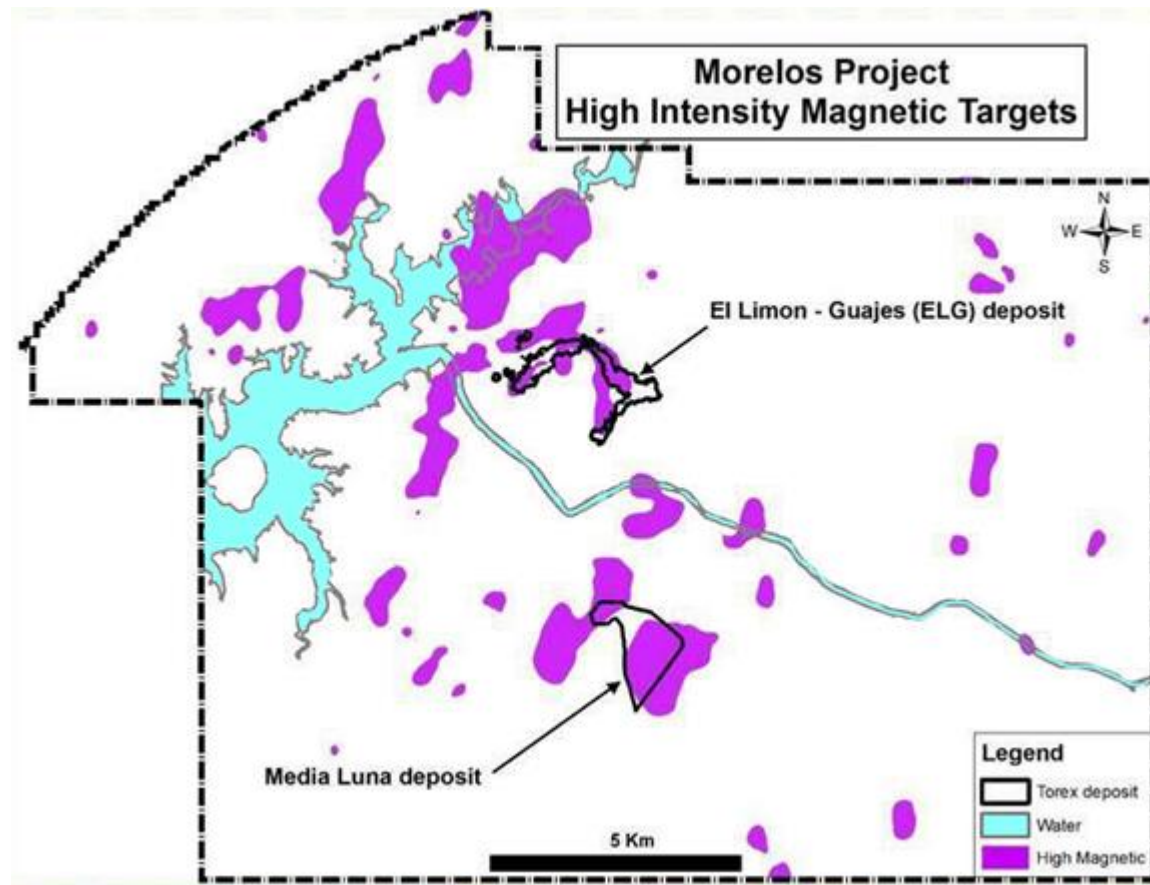 Morelos Project
High Intensity Magnetic Targets
N
W E
S
El Limon - Guajes (ELG) deposit
Media Luna deposit
Legend
Torex deposit
Water
High Magnetic
5 Km